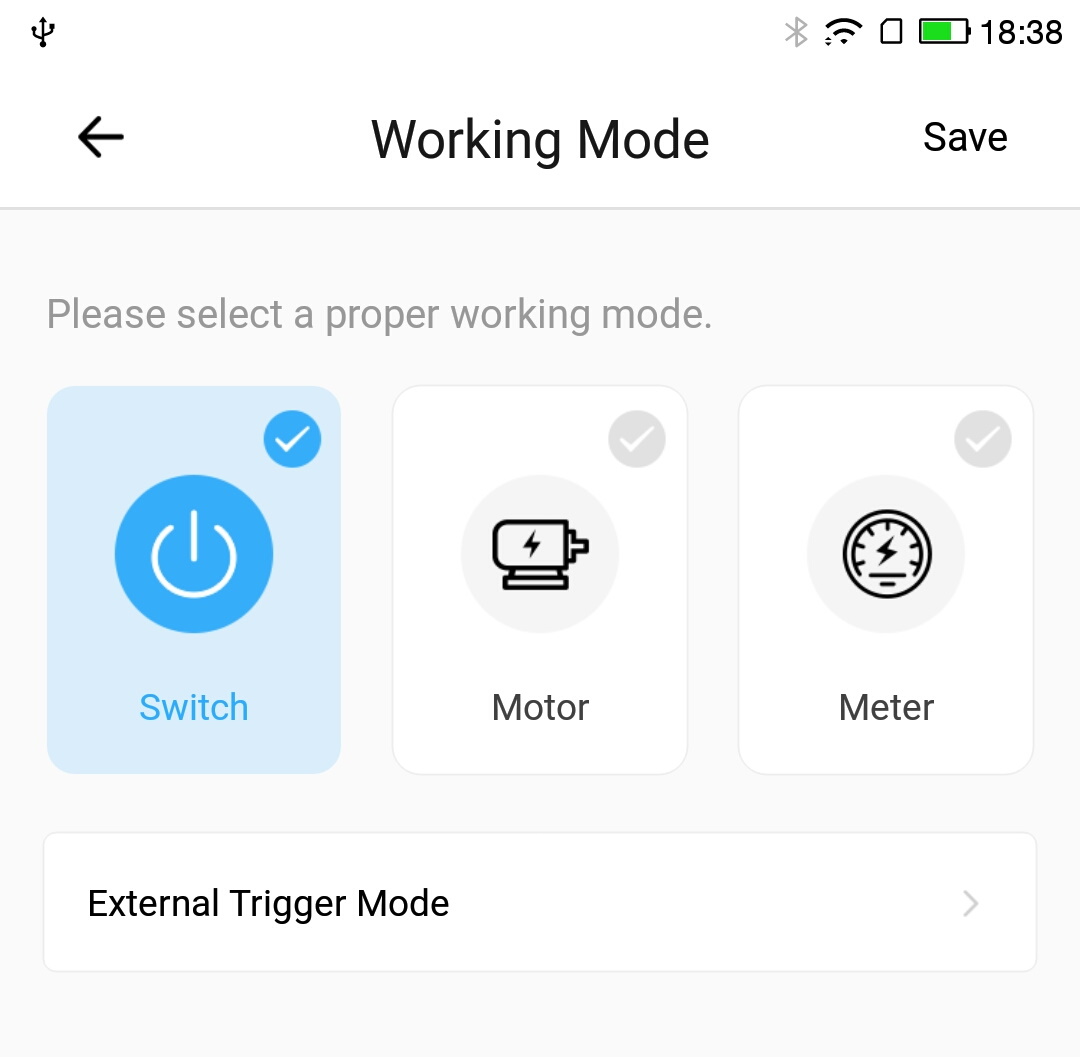 18:38
Working Mode
Save
Please select a proper working mode.
Switch
Motor
Meter
External Trigger Mode